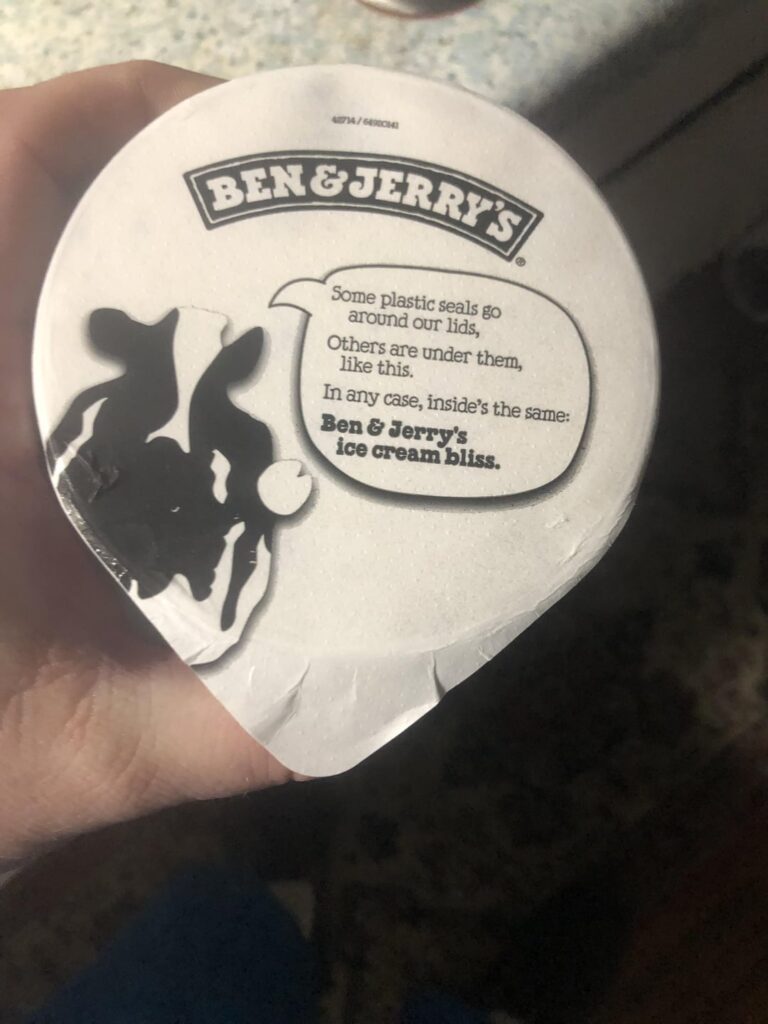 BEN & JERRY'S
®
Some plastic seals go
around our lids,
Others are under them,
like this.
In any case, inside's the same:
Ben & Jerry's
ice cream bliss.